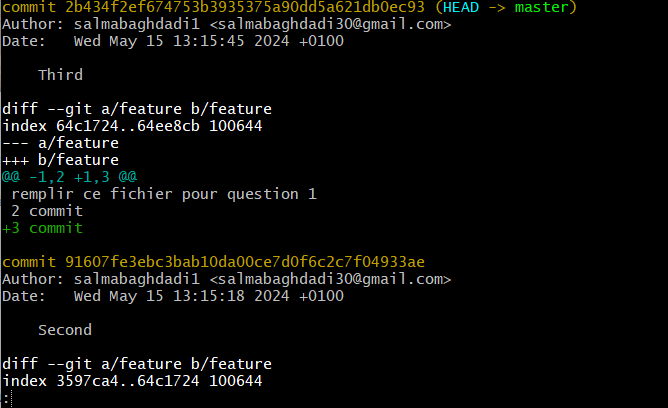 commit 2b434f2ef674753b3935375a90dd5a621db0ec93 (HEAD -> master)
Author: salmabaghdadi1 <salmabaghdadi30@gmail.com>
Date:   Wed May 15 13:15:45 2024 +0100

    Third

diff --git a/feature b/feature
index 64c1724..64ee8cb 100644
--- a/feature
+++ b/feature
@@ -1,2 +1,3 @@
 remplir ce fichier pour question 1
 2 commit
+3 commit

commit 91607fe3ebc3bab10da00ce7d0f6c2c7f04933ae
Author: salmabaghdadi1 <salmabaghdadi30@gmail.com>
Date:   Wed May 15 13:15:18 2024 +0100

    Second

diff --git a/feature b/feature
index 3597ca4..64c1724 100644
: